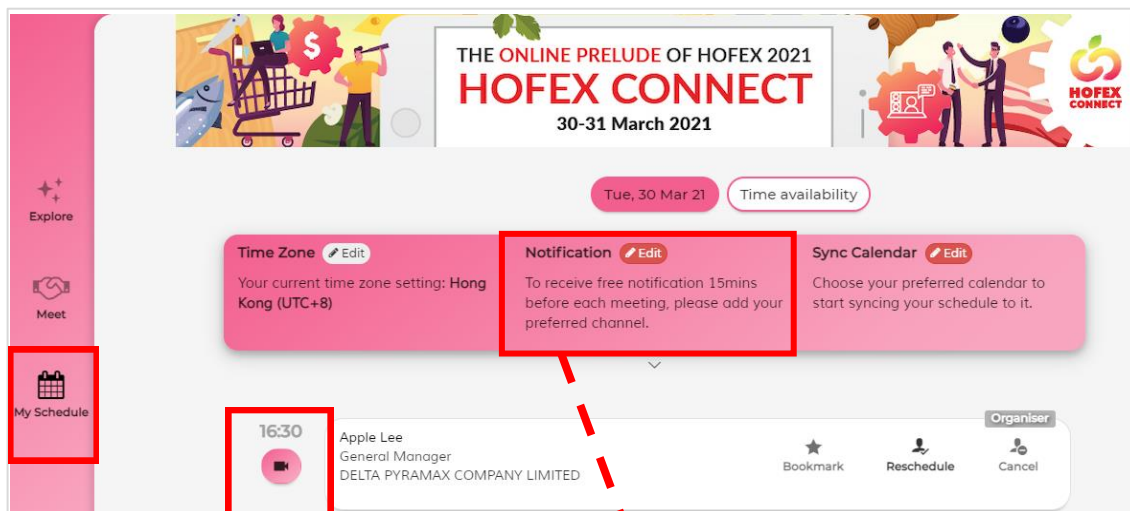 THE ONLINE PRELUDE OF HOFEX 2021
HOFEX CONNECT
30-31 March 2021
HOFEX
CONNECT
Explore
Meet
My Schedule
Tue, 30 Mar 21
Time availability
Time Zone Edit
Your current time zone setting: Hong
Kong (UTC+8)
Notification Edit
To receive free notification 15mins
before each meeting, please add your
preferred channel.
Sync Calendar Edit
Choose your preferred calendar to
start syncing your schedule to it.
16:30
Apple Lee
General Manager
DELTA PYRAMAX COMPANY LIMITED
Organiser
Bookmark
Reschedule
Cancel